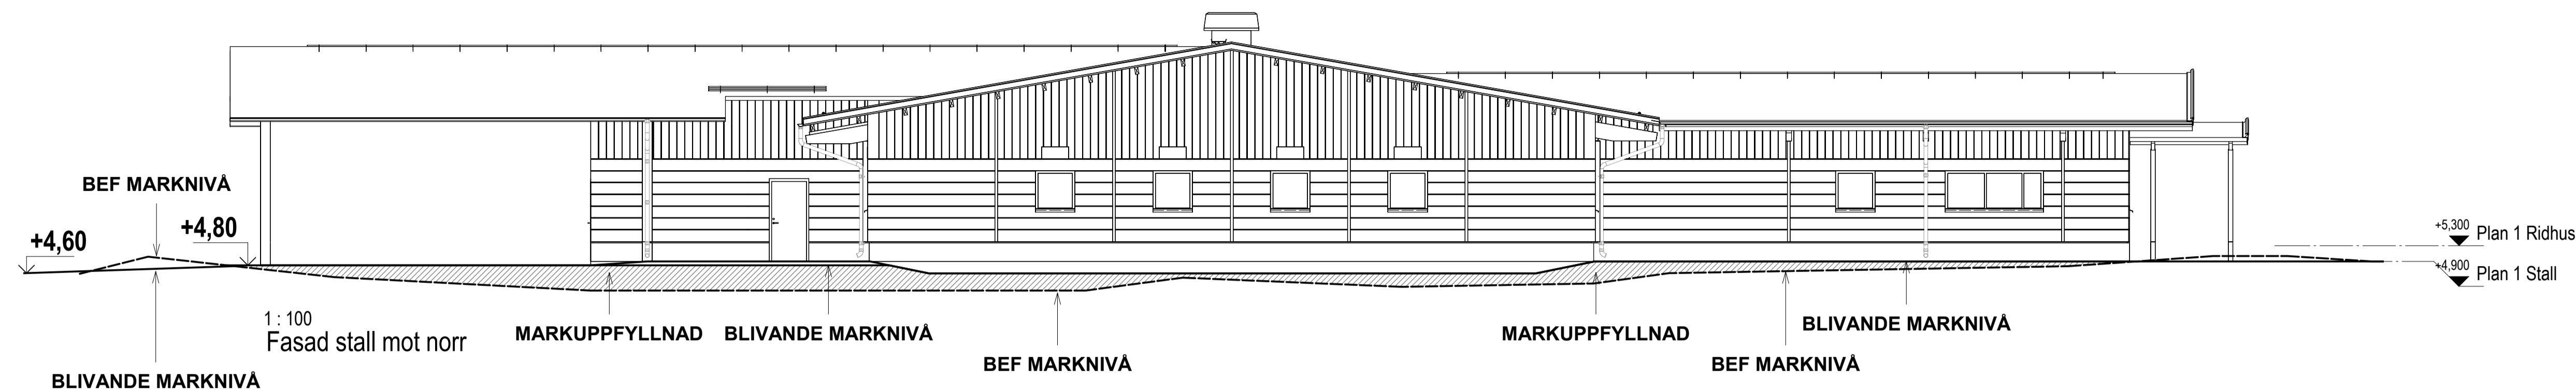 BEF MARKNIVÅ
+4,60
+4,80
+5,300
Plan 1 Ridhus
+4,900
Plan 1 Stall
1 : 100
Fasad stall mot norr
MARKUPPFYLLNAD
BLIVANDE MARKNIVÅ
MARKUPPFYLLNAD
BLIVANDE MARKNIVÅ
BEF MARKNIVÅ
BEF MARKNIVÅ
BLIVANDE MARKNIVÅ